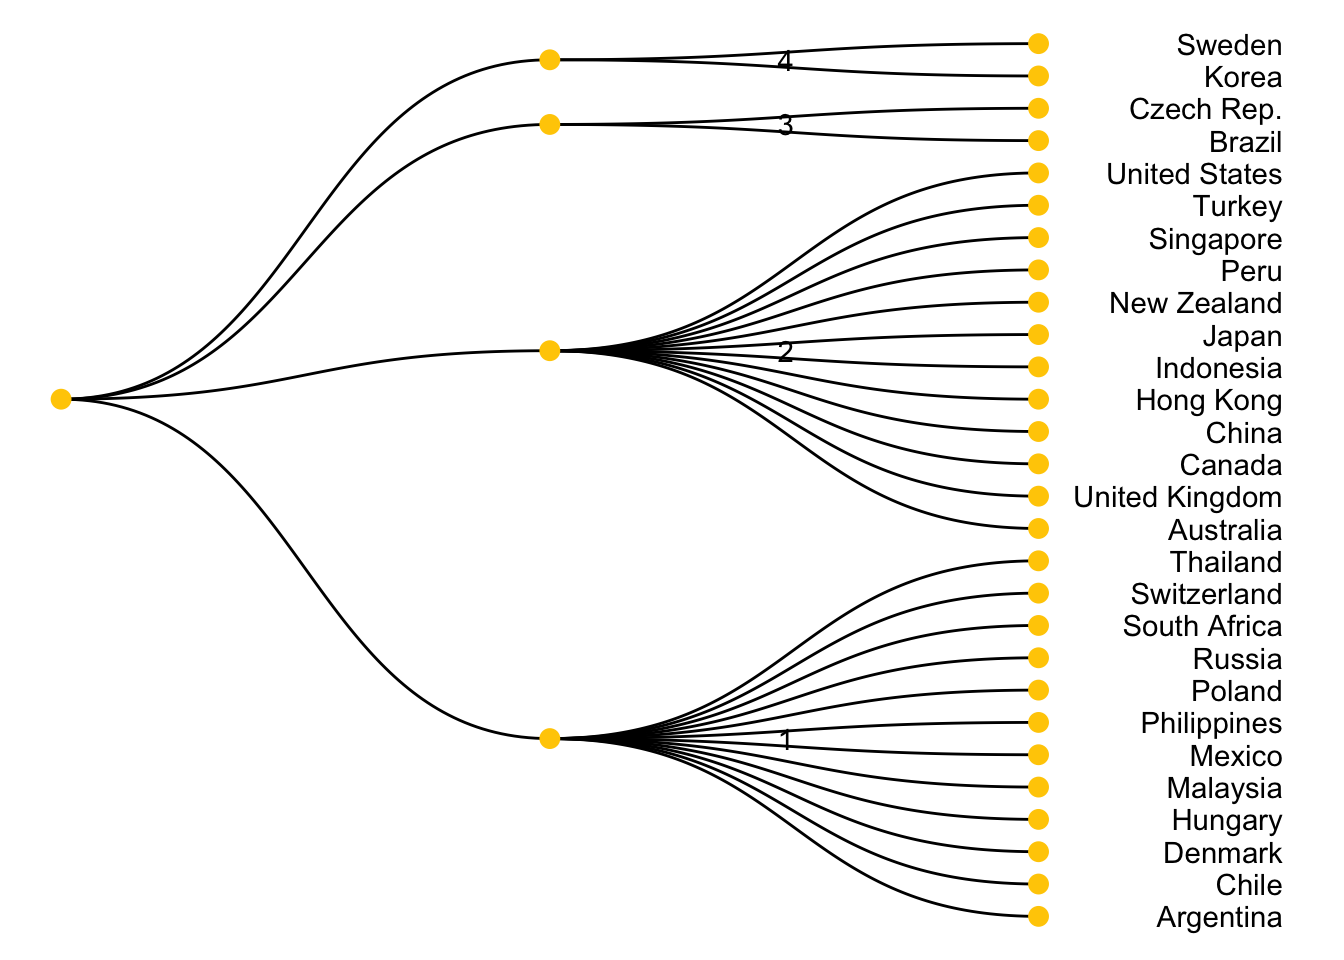 Sweden
4
Korea
Czech Rep.
3
Brazil
United States
Turkey
Singapore
Peru
New Zealand
Japan
2
Indonesia
Hong Kong
China
Canada
United Kingdom
Australia
Thailand
Switzerland
South Africa
Russia
Poland
Philippines
1
Mexico
Malaysia
Hungary
Denmark
Chile
Argentina